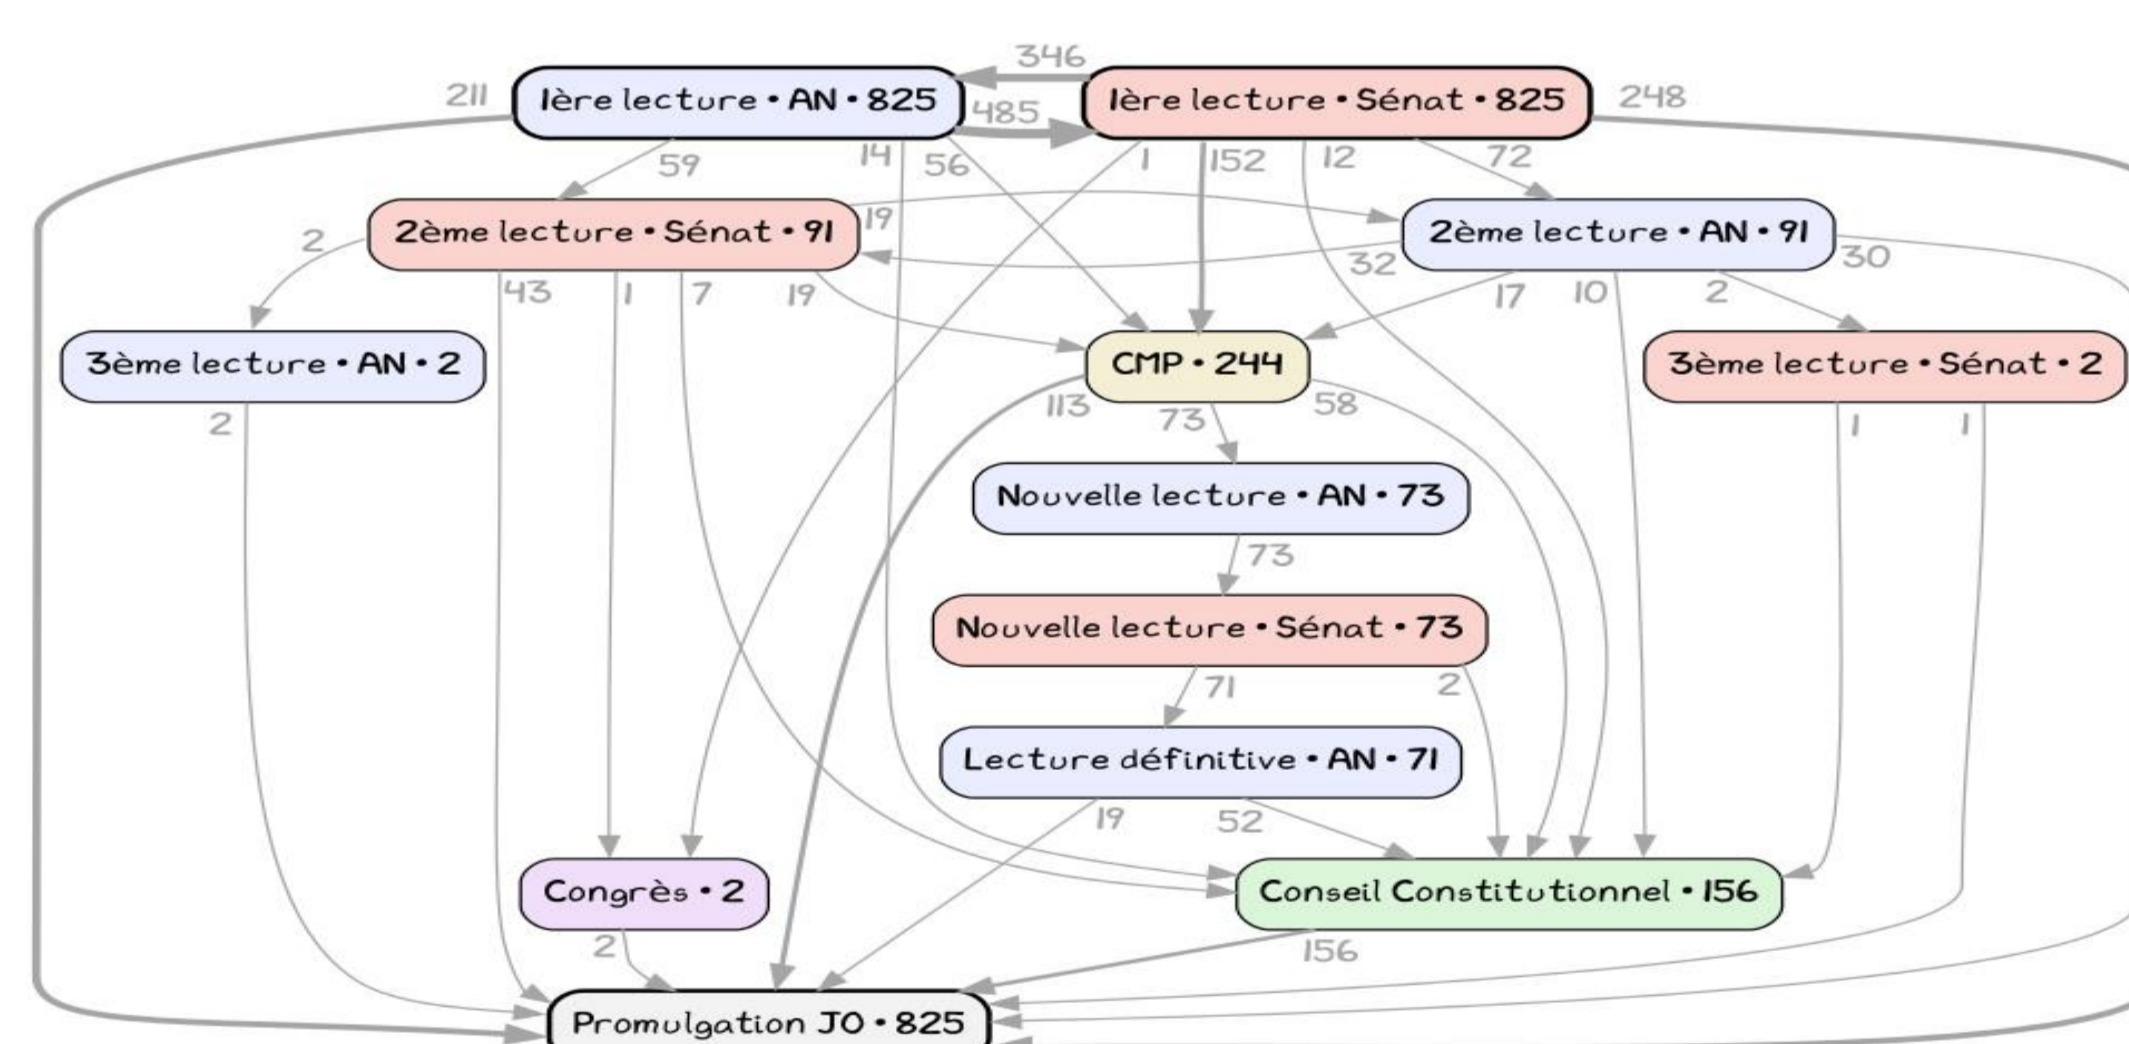 346
211
1ère lecture • AN • 825
1ère lecture • Sénat • 825
248
485
59
14
56
1
152
12
72
2ème lecture • Sénat • 91
19
2ème lecture • AN • 91
2
32
30
43
1
7
19
17
10
2
3ème lecture • AN • 2
CMP • 244
3ème lecture • Sénat • 2
2
113
73
58
1
1
Nouvelle lecture • AN • 73
73
Nouvelle lecture • Sénat • 73
71
2
Lecture définitive • AN • 71
19
52
Congrès • 2
Conseil Constitutionnel • 156
2
156
Promulgation JO • 825